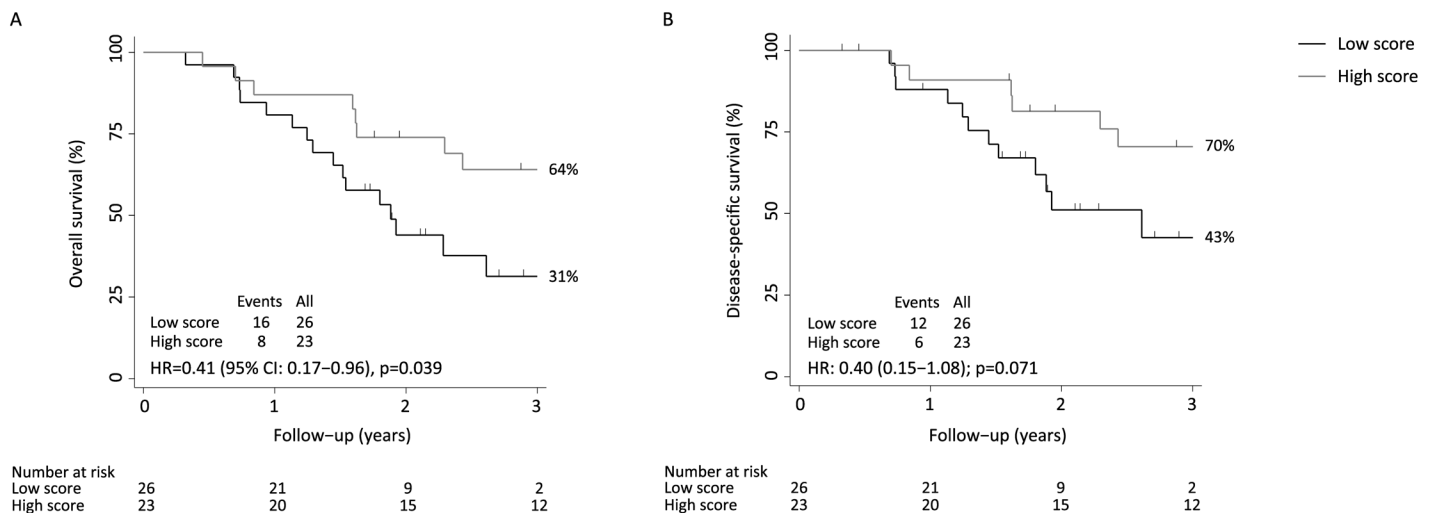 A
Overall survival (%)
100
75
50
25
0
64%
31%
Events All
Low score 16 26
High score 8 23
HR=0.41 (95% CI: 0.17−0.96), p=0.039
0 1 2 3
Follow−up (years)
Number at risk
Low score 26 21 9 2
High score 23 20 15 12
B
Disease-specific survival (%)
100
75
50
25
0
70%
43%
Events All
Low score 12 26
High score 6 23
HR: 0.40 (0.15−1.08); p=0.071
0 1 2 3
Follow−up (years)
Number at risk
Low score 26 21 9 2
High score 23 20 15 12
Low score
High score